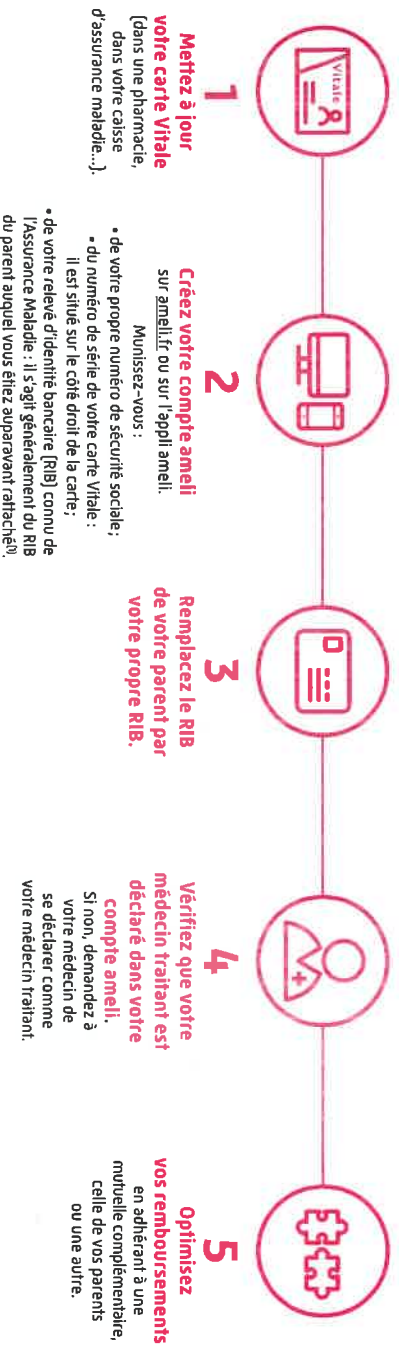 Vitale
1
Mettez à jour
votre carte Vitale
(dans une pharmacie,
dans votre caisse
d'assurance maladie...).
2
Créez votre compte ameli
sur ameli.fr ou sur l'appli ameli.
Munissez-vous :
• de votre propre numéro de sécurité sociale;
• du numéro de série de votre carte Vitale :
il est situé sur le côté droit de la carte;
• de votre relevé d'identité bancaire (RIB) connu de
l'Assurance Maladie : il s'agit généralement du RIB
du parent auquel vous étiez auparavant rattaché(1).
3
Remplacez le RIB
de votre parent par
votre propre RIB.
4
Vérifiez que votre
médecin traitant est
déclaré dans votre
compte ameli.
Si non, demandez à
votre médecin de
se déclarer comme
votre médecin traitant.
5
Optimisez
vos remboursements
en adhérant à une
mutuelle complémentaire,
celle de vos parents
ou une autre.